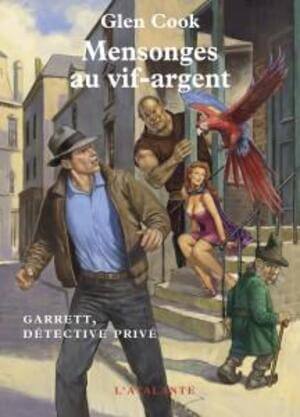 Glen Cook
Mensonges
au vif-argent
GARRETT,
DÉTECTIVE PRIVÉ
L'ATALANTE